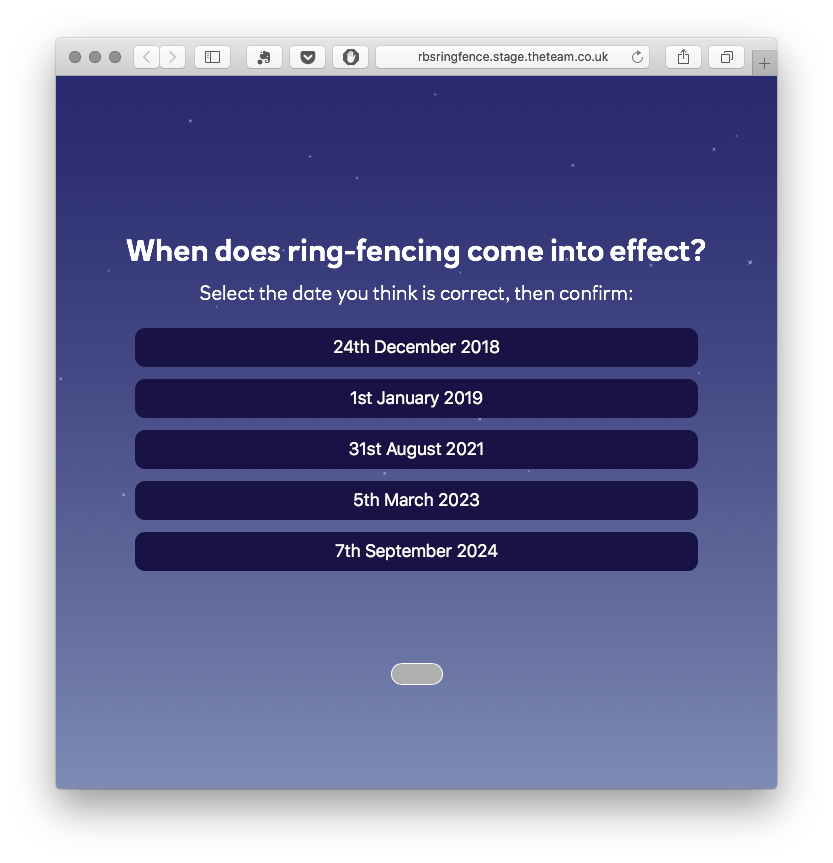 rbsringfence.stage.theteam.co.uk
When does ring-fencing come into effect?
Select the date you think is correct, then confirm:
24th December 2018
1st January 2019
31st August 2021
5th March 2023
7th September 2024